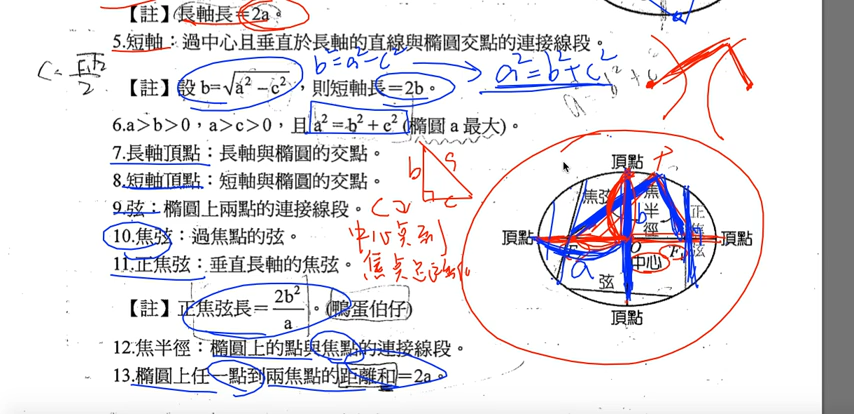 【註】長軸長=2a。
5.短軸：過中心且垂直於長軸的直線與橢圓交點的連接線段。
b²=a²-c²
a²=b²+c²
【註】設 b=√a²－c²，則短軸長=2b。
6.a>b>0，a>c>0，且 a²=b²+c² (橢圓 a 最大)。
7.長軸頂點：長軸與橢圓的交點。
8.短軸頂點：短軸與橢圓的交點。
9.弦：橢圓上兩點的連接線段。
10.焦弦：過焦點的弦。
11.正焦弦：垂直長軸的焦弦。
【註】正焦弦長=2b²/a。(鴨蛋伯仔)
12.焦半徑：橢圓上的點與焦點的連接線段。
13.橢圓上任一點到兩焦點的距離和=2a。
b
a
c
中心真到
頂點
P
焦弦
焦半徑
正焦弦
b
頂點
頂點
a
中心
弦
頂點